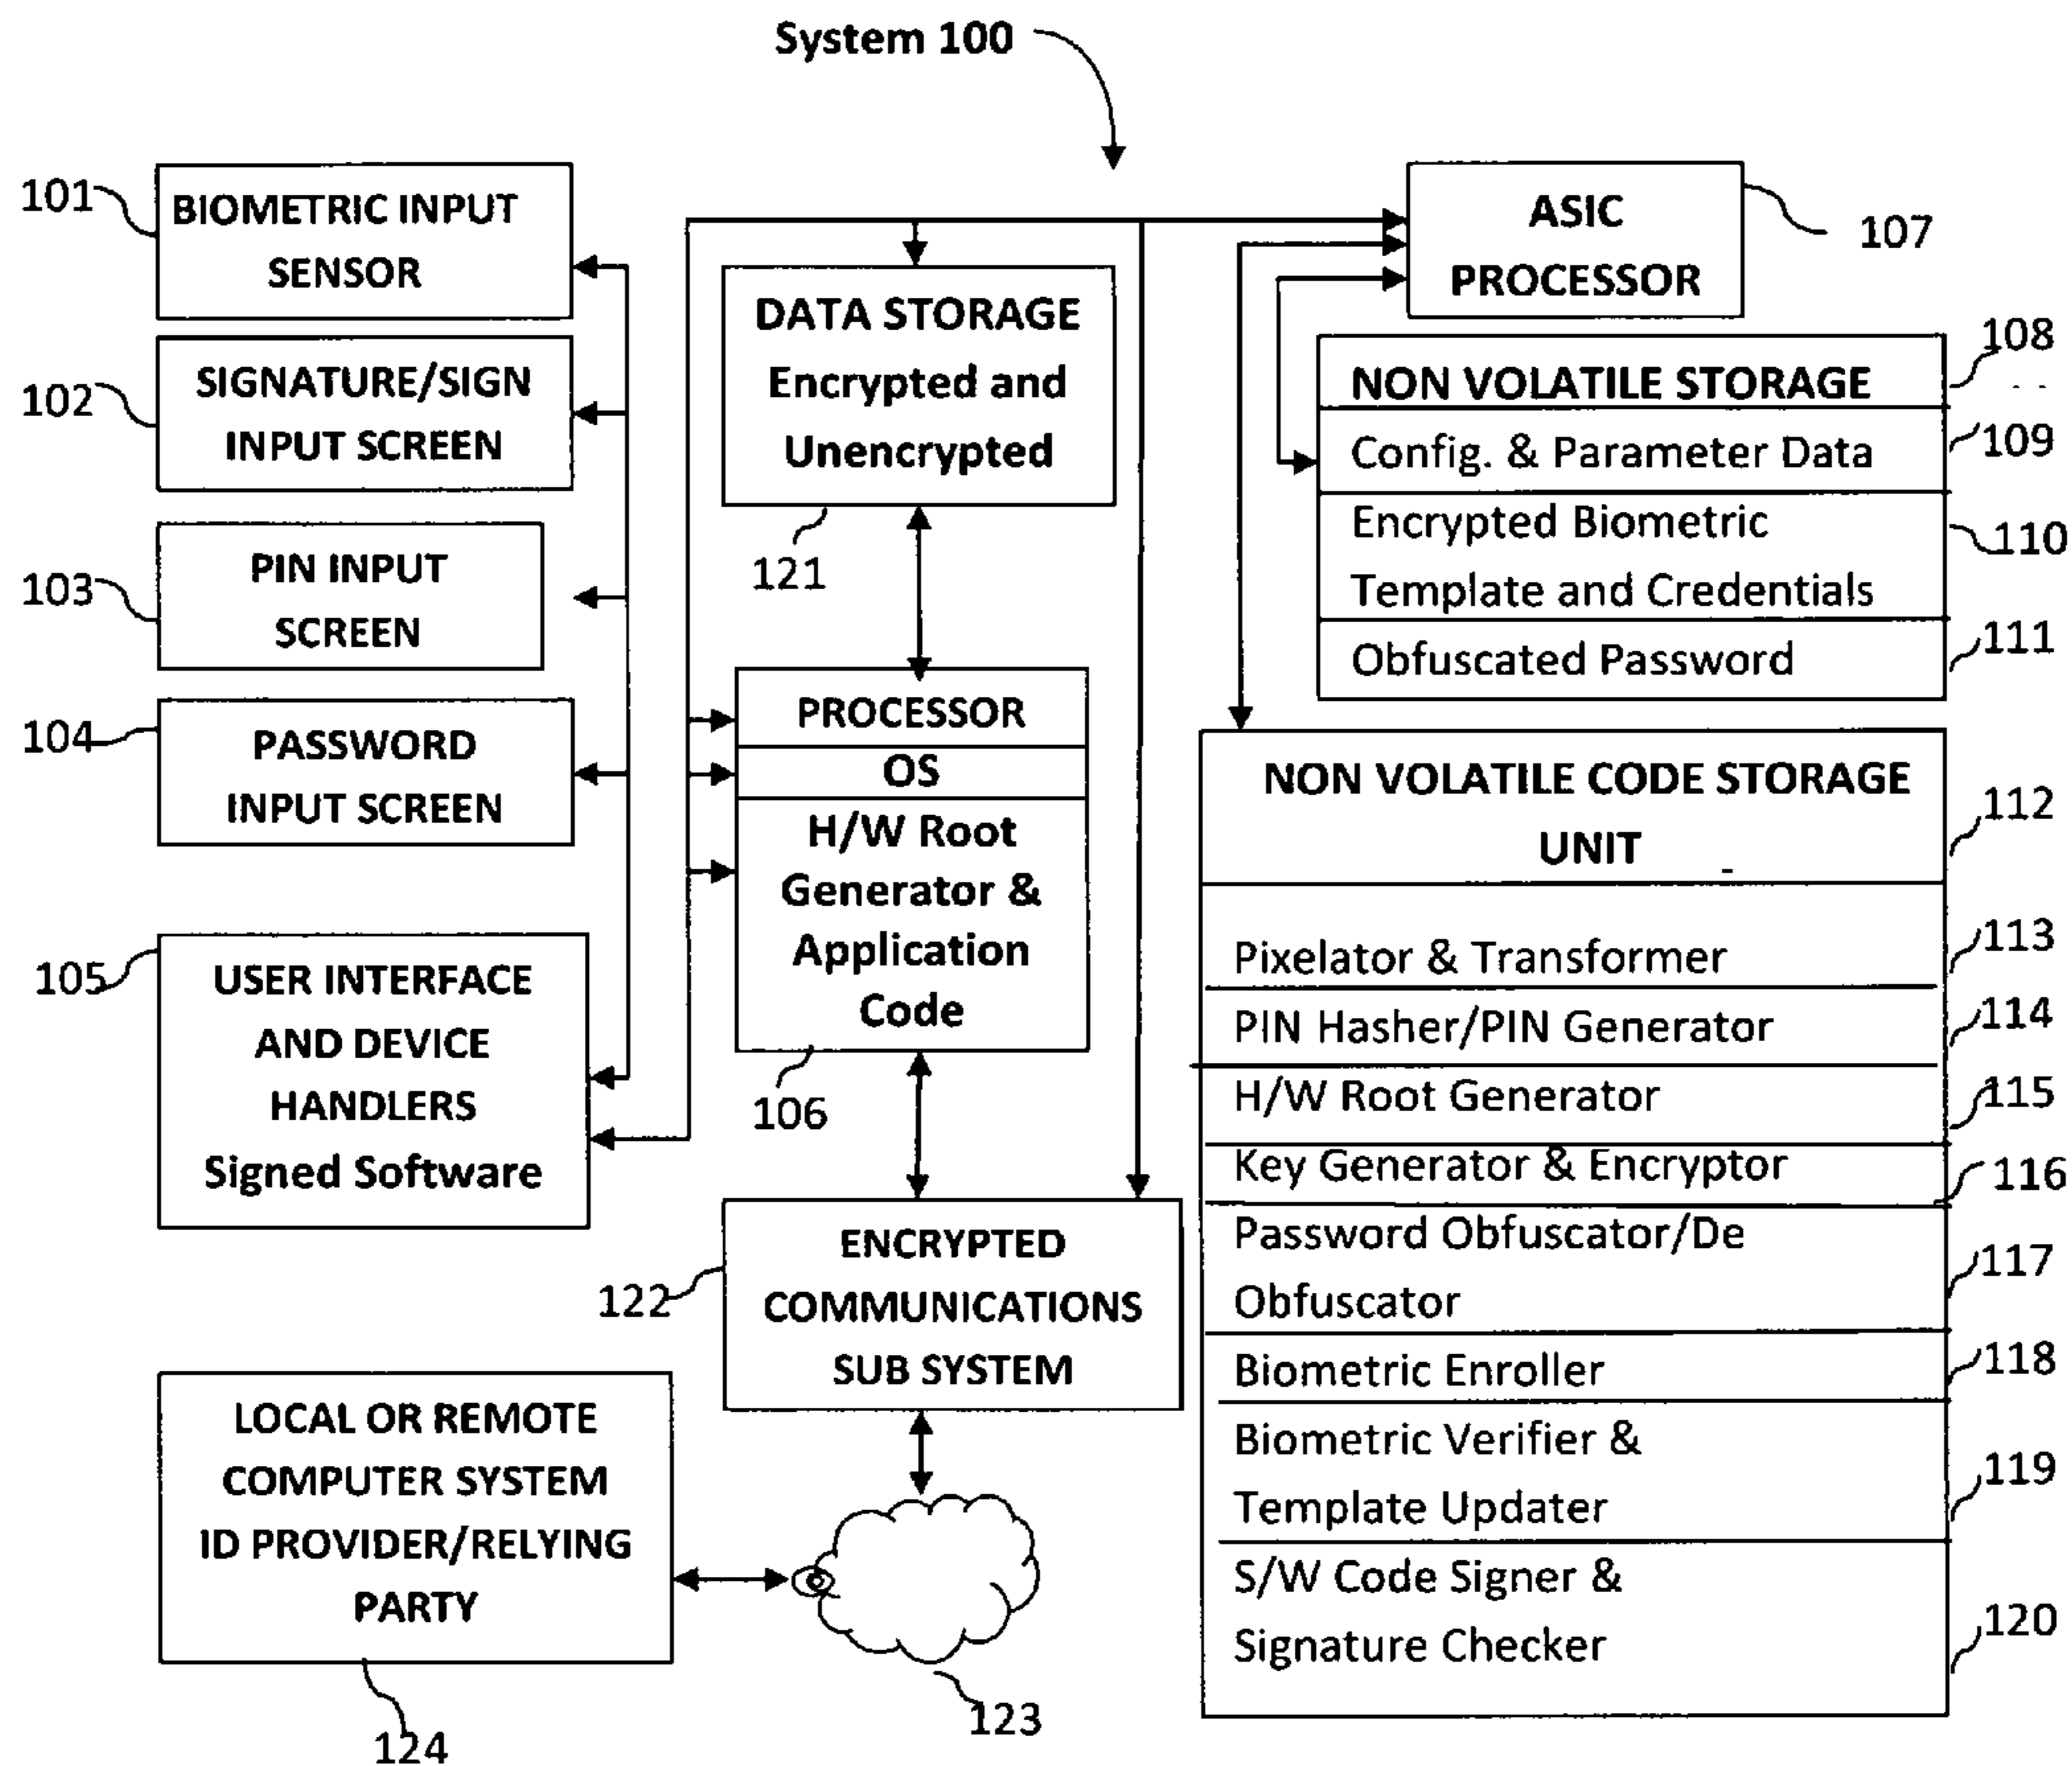 System 100
101
BIOMETRIC INPUT
SENSOR
102
SIGNATURE/SIGN
INPUT SCREEN
103
PIN INPUT
SCREEN
104
PASSWORD
INPUT SCREEN
105
USER INTERFACE
AND DEVICE
HANDLERS
Signed Software
DATA STORAGE
Encrypted and
Unencrypted
121
PROCESSOR
OS
H/W Root
Generator &
Application
Code
106
ENCRYPTED
COMMUNICATIONS
SUB SYSTEM
122
LOCAL OR REMOTE
COMPUTER SYSTEM
ID PROVIDER/RELYING
PARTY
124
123
ASIC
PROCESSOR
107
NON VOLATILE STORAGE
108
Config. & Parameter Data
109
Encrypted Biometric
Template and Credentials
110
Obfuscated Password
111
NON VOLATILE CODE STORAGE
UNIT
112
Pixelator & Transformer
113
PIN Hasher/PIN Generator
114
H/W Root Generator
115
Key Generator & Encryptor
116
Password Obfuscator/De
Obfuscator
117
Biometric Enroller
118
Biometric Verifier &
Template Updater
119
S/W Code Signer &
Signature Checker
120